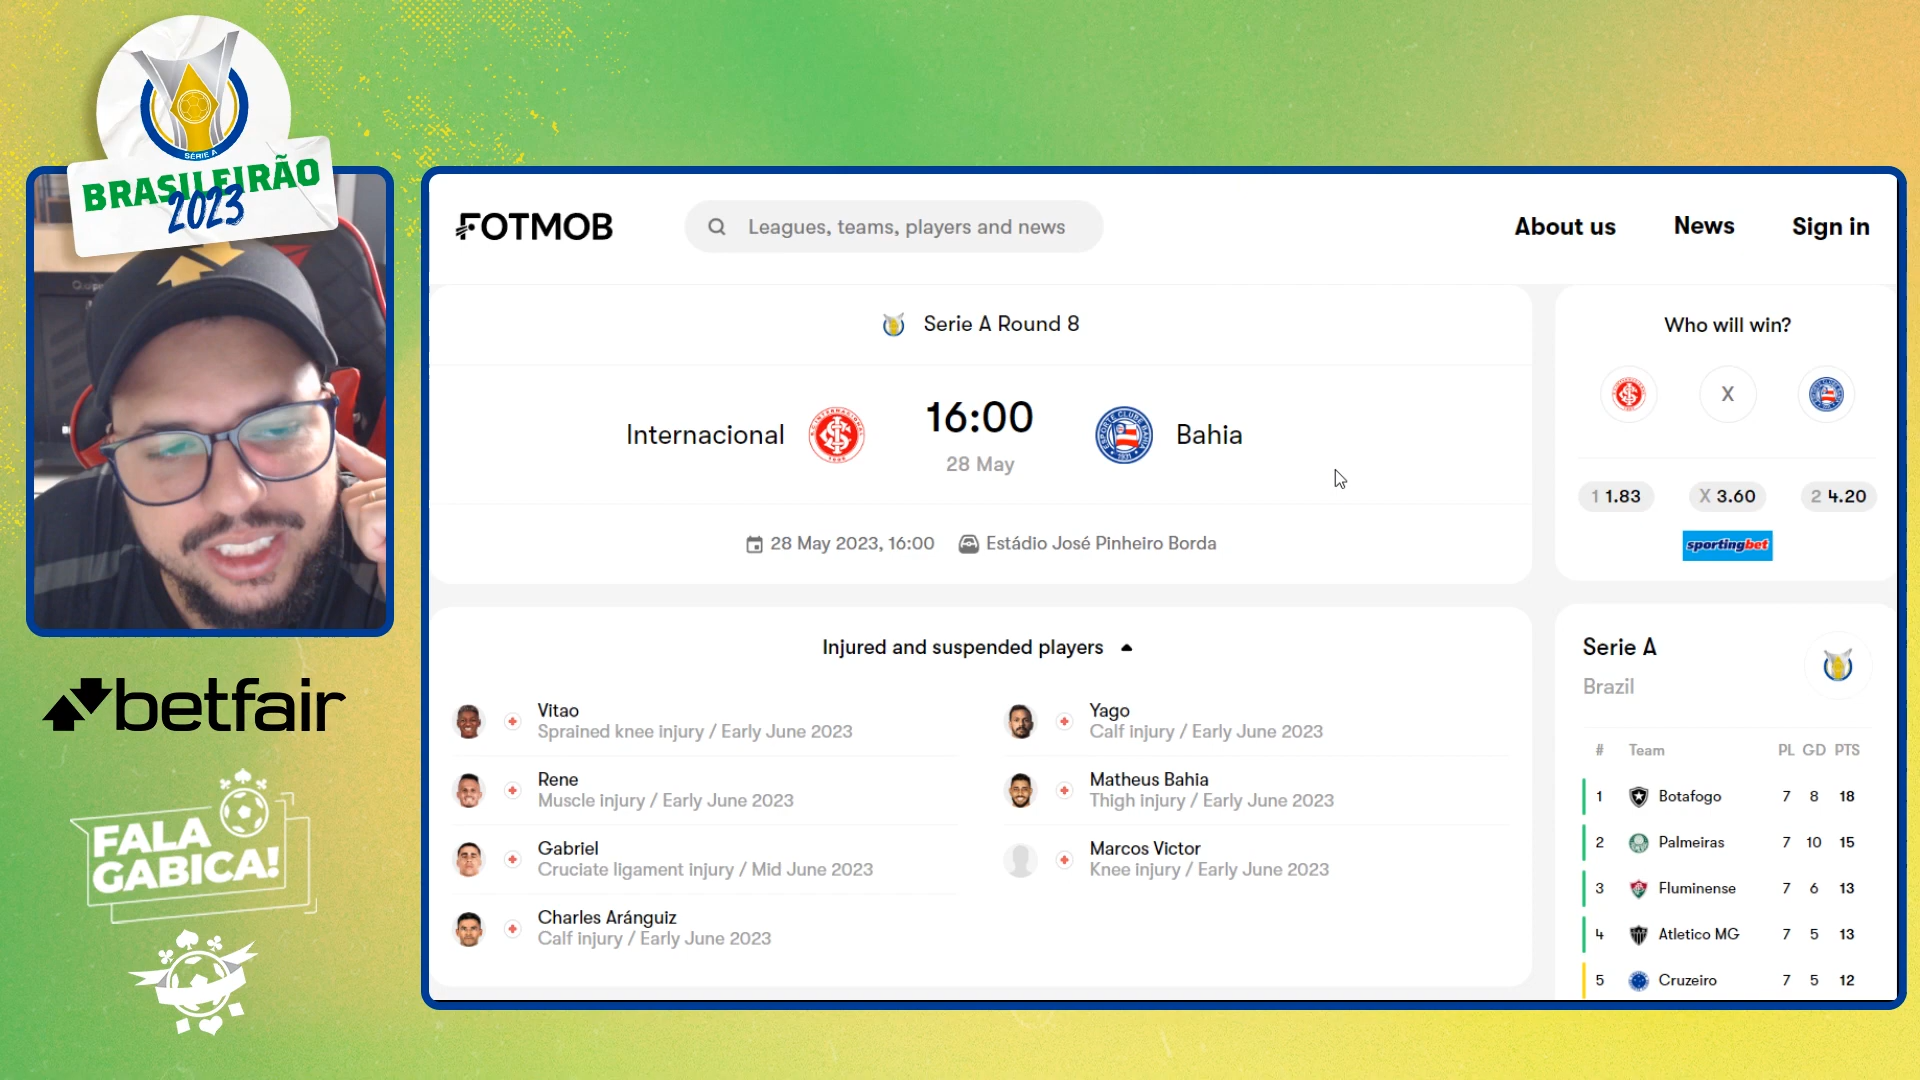 SÉRIE A
BRASILEIRÃO
2023
betfair
FALA
GABICA!
FOTMOB
Leagues, teams, players and news
About us
News
Sign in
Serie A Round 8
Internacional
16:00
28 May
Bahia
28 May 2023, 16:00
Estádio José Pinheiro Borda
Injured and suspended players
Vitao
Sprained knee injury / Early June 2023
Rene
Muscle injury / Early June 2023
Gabriel
Cruciate ligament injury / Mid June 2023
Charles Aránguiz
Calf injury / Early June 2023
Yago
Calf injury / Early June 2023
Matheus Bahia
Thigh injury / Early June 2023
Marcos Victor
Knee injury / Early June 2023
Who will win?
X
1 1.83
X 3.60
2 4.20
sportingbet
Serie A
Brazil
# Team PL GD PTS
1 Botafogo 7 8 18
2 Palmeiras 7 10 15
3 Fluminense 7 6 13
4 Atletico MG 7 5 13
5 Cruzeiro 7 5 12